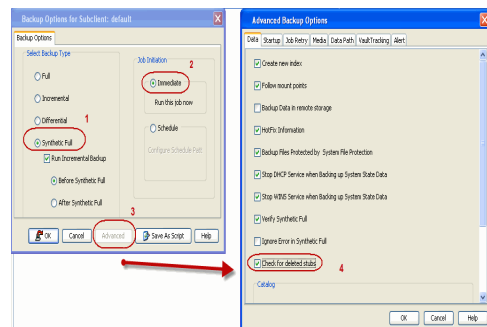 Backup Options for Subclient: default
Backup Options
Select Backup Type
Full
Incremental
Differential
1
Synthetic Full
Run Incremental Backup
Before Synthetic Full
After Synthetic Full
Job Initiation
2
Immediate
Run this job now
Schedule
Configure Schedule Patt
3
OK
Cancel
Advanced
Save As Script
Help
Advanced Backup Options
Data
Startup
Job Retry
Media
Data Path
VaultTracking
Alert
Create new index
Follow mount points
Backup Data in remote storage
HotFix Information
Backup Files Protected by System File Protection
Stop DHCP Service when Backing up System State Data
Stop WINS Service when Backing up System State Data
Verify Synthetic Full
Ignore Error in Synthetic Full
Check for deleted stubs
4
Catalog
OK
Cancel
Help